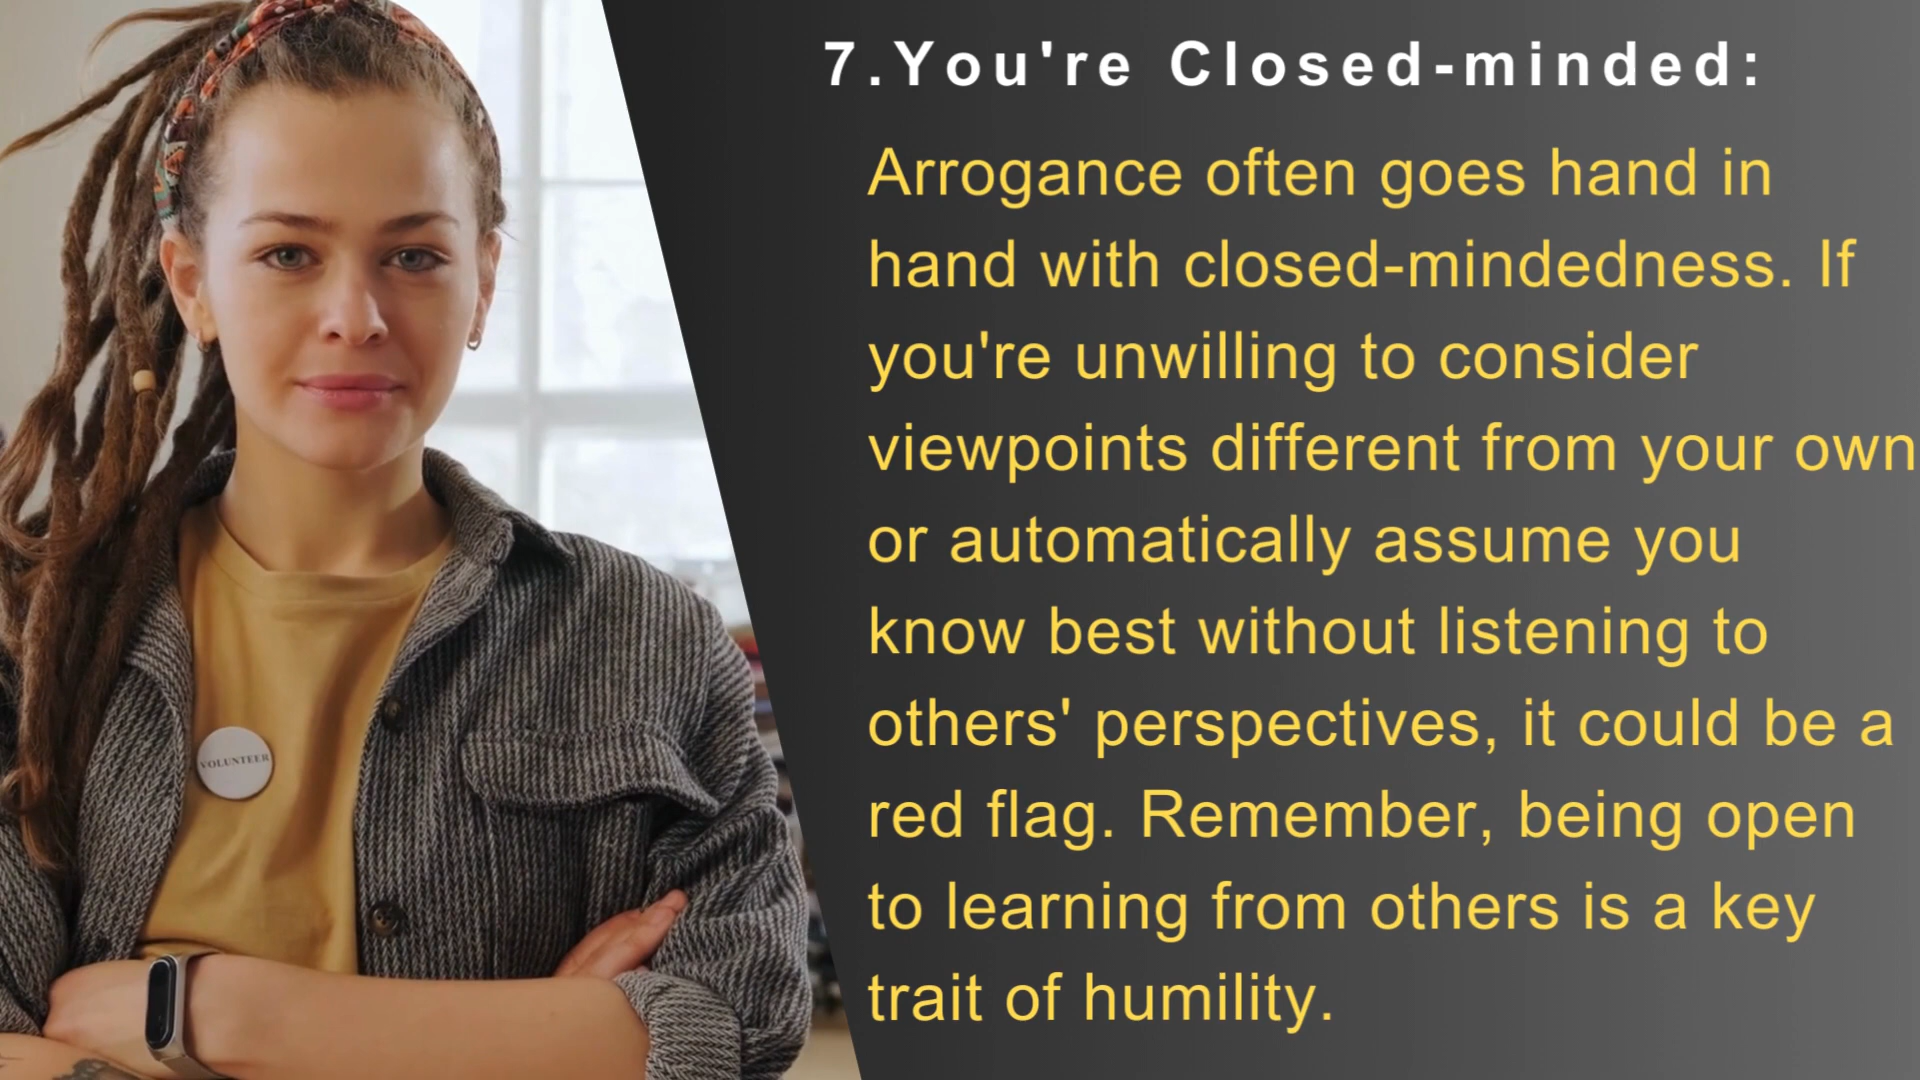 7.You're Closed-minded:
Arrogance often goes hand in
hand with closed-mindedness. If
you're unwilling to consider
viewpoints different from your own
or automatically assume you
know best without listening to
others' perspectives, it could be a
red flag. Remember, being open
to learning from others is a key
trait of humility.
VOLUNTEER